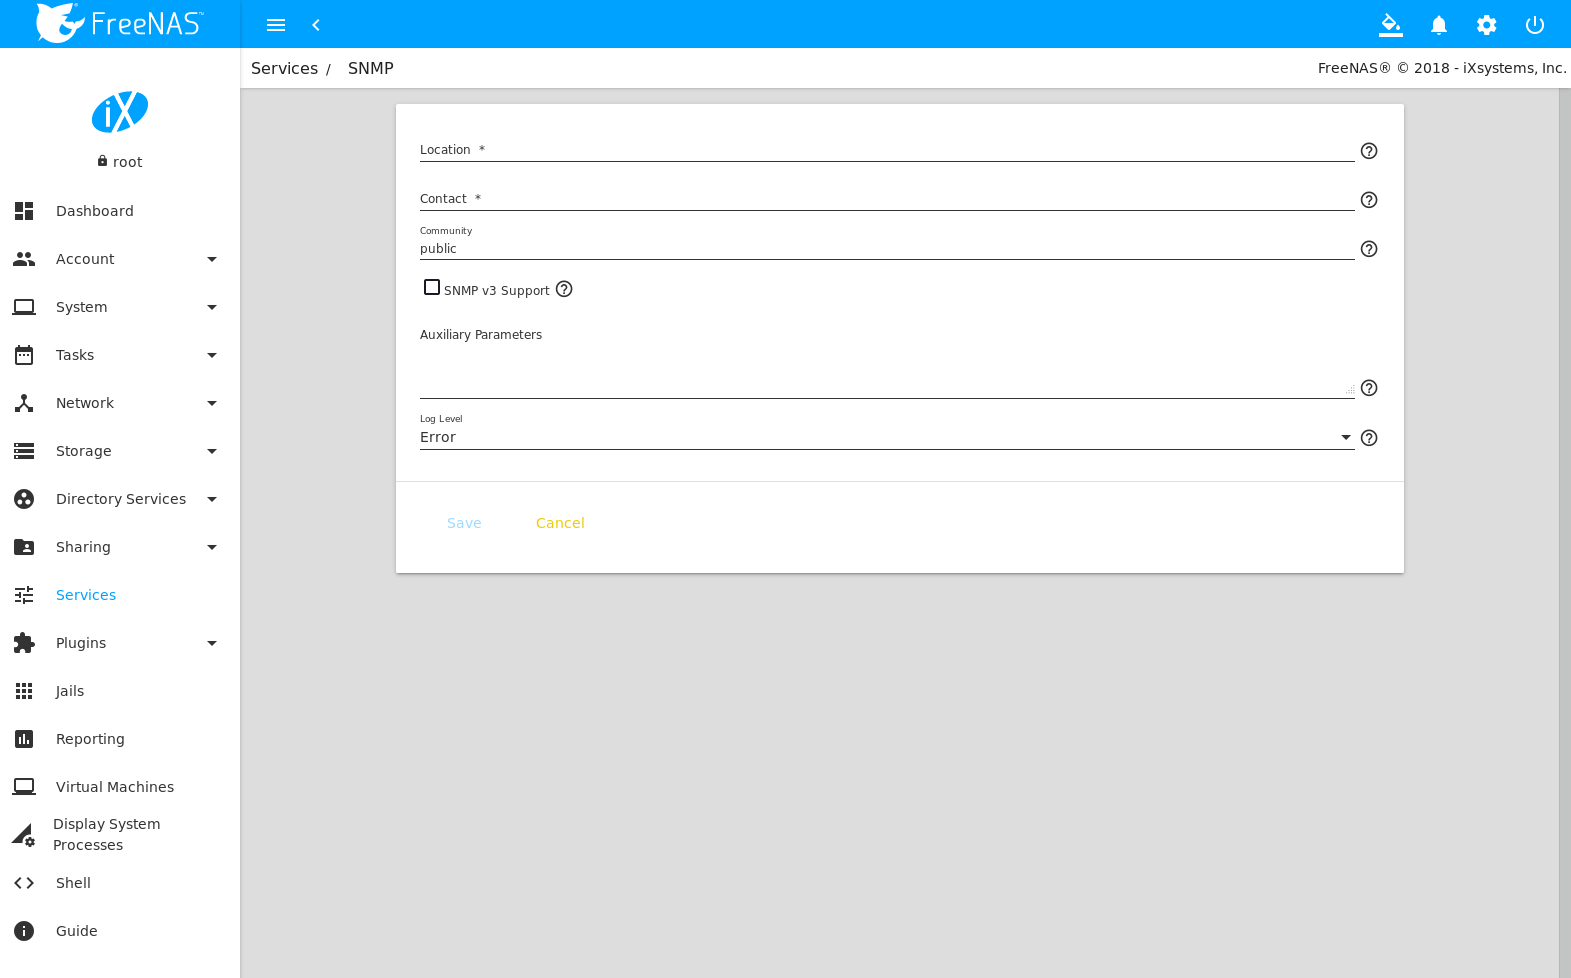 FreeNAS™
Services / SNMP
FreeNAS® © 2018 - iXsystems, Inc.
iX
root
Dashboard
Account
System
Tasks
Network
Storage
Directory Services
Sharing
Services
Plugins
Jails
Reporting
Virtual Machines
Display System
Processes
Shell
Guide
Location *
Contact *
Community
public
SNMP v3 Support
Auxiliary Parameters
Log Level
Error
Save Cancel